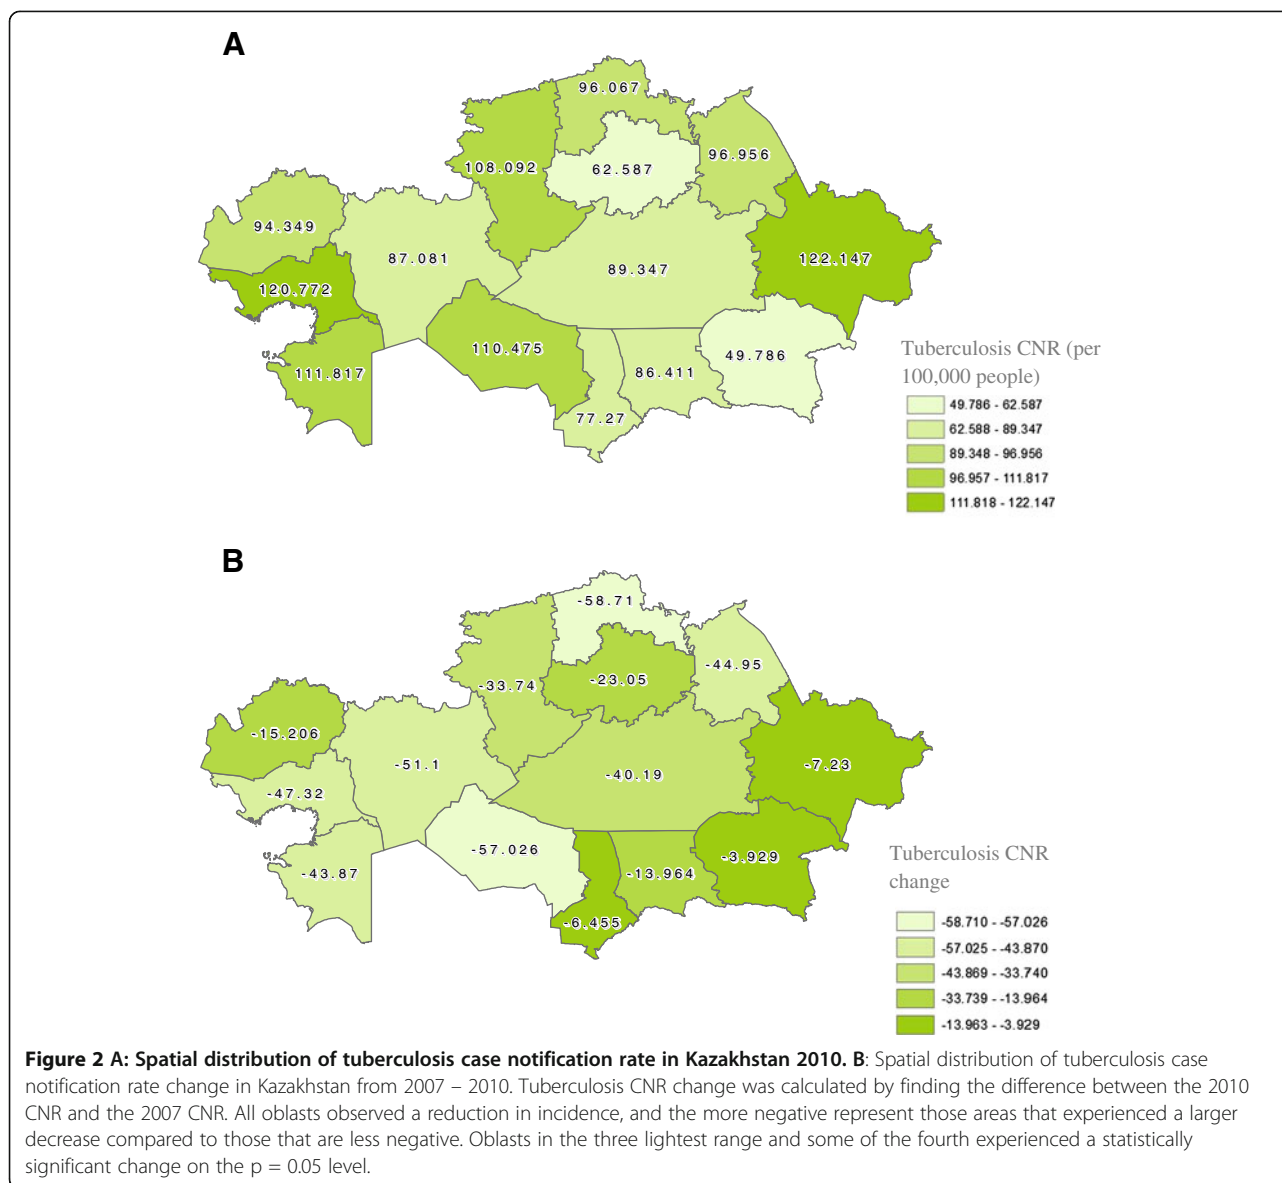 A
96.067
96.956
108.092
62.587
94.349
87.081
89.347
122.147
120.772
110.475
49.786
111.817
86.411
77.27
Tuberculosis CNR (per
100,000 people)
49.786 - 62.587
62.588 - 89.347
89.348 - 96.956
96.957 - 111.817
111.818 - 122.147
B
-58.71
-44.95
-33.74
-23.05
-15.206
-51.1
-40.19
-7.23
-47.32
-57.026
-3.929
-43.87
-13.964
-6.455
Tuberculosis CNR
change
-58.710 - -57.026
-57.025 - -43.870
-43.869 - -33.740
-33.739 - -13.964
-13.963 - -3.929
Figure 2 A: Spatial distribution of tuberculosis case notification rate in Kazakhstan 2010. B: Spatial distribution of tuberculosis case
notification rate change in Kazakhstan from 2007 – 2010. Tuberculosis CNR change was calculated by finding the difference between the 2010
CNR and the 2007 CNR. All oblasts observed a reduction in incidence, and the more negative represent those areas that experienced a larger
decrease compared to those that are less negative. Oblasts in the three lightest range and some of the fourth experienced a statistically
significant change on the p = 0.05 level.